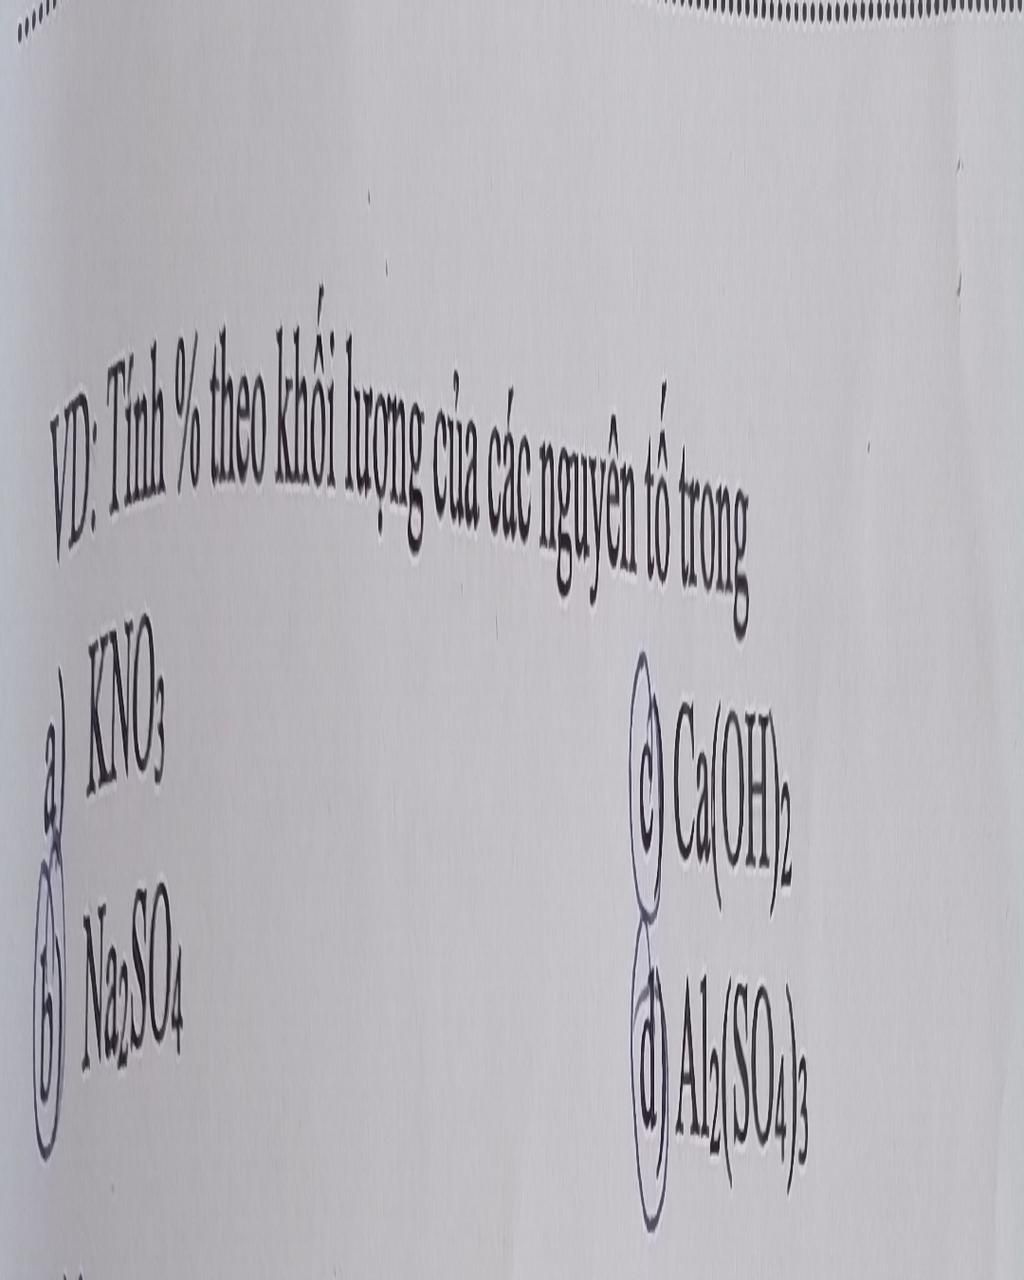 VD: Tính % theo khối lượng của các nguyên tố trong
a) KNO₃
c) Ca(OH)₂
b) Na₂SO₄
d) Al₂(SO₄)₃